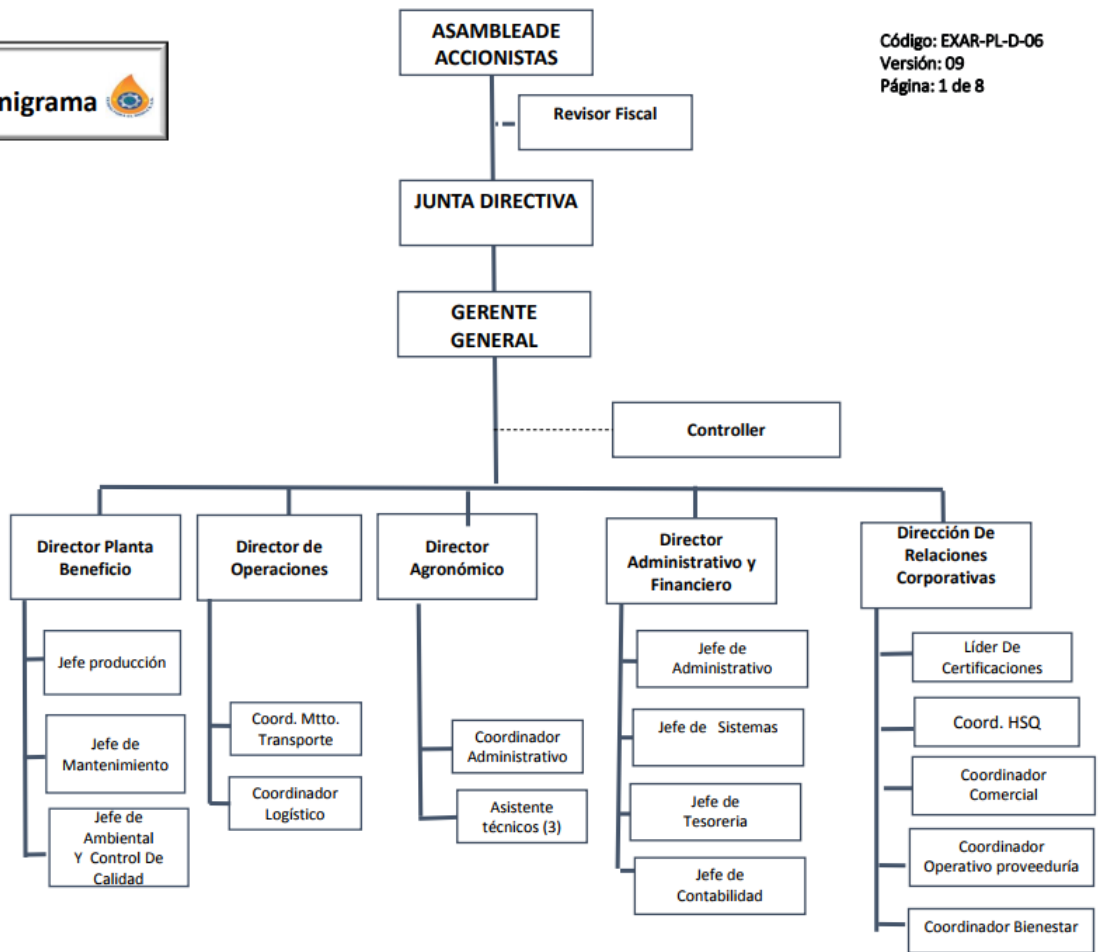 ASAMBLEADE
ACCIONISTAS
Código: EXAR-PL-D-06
Versión: 09
Página: 1 de 8
nigrama
Revisor Fiscal
JUNTA DIRECTIVA
GERENTE
GENERAL
Controller
Director Planta
Beneficio
Director de
Operaciones
Director
Agronómico
Director
Administrativo y
Financiero
Dirección De
Relaciones
Corporativas
Jefe producción
Jefe de
Mantenimiento
Jefe de
Ambiental
Y Control De
Calidad
Coord. Mtto.
Transporte
Coordinador
Logístico
Coordinador
Administrativo
Asistente
técnicos (3)
Jefe de
Administrativo
Jefe de Sistemas
Jefe de
Tesoreria
Jefe de
Contabilidad
Líder De
Certificaciones
Coord. HSQ
Coordinador
Comercial
Coordinador
Operativo proveeduría
Coordinador Bienestar